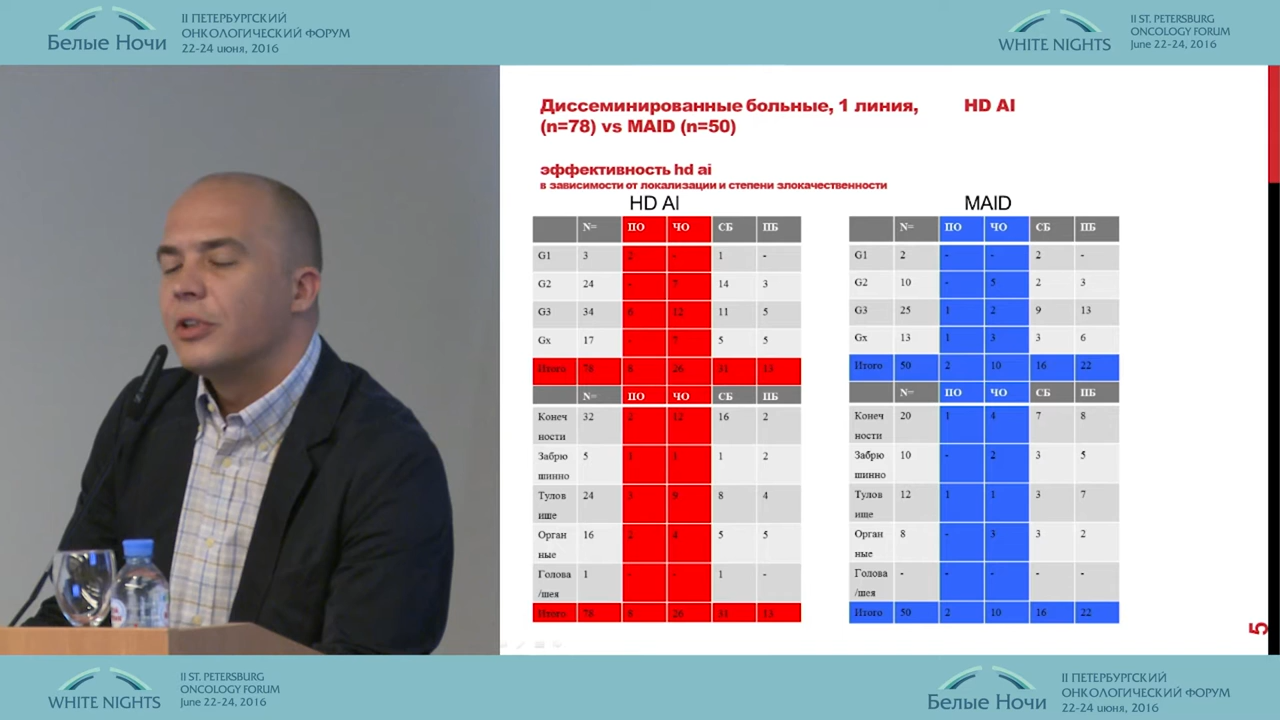 II ПЕТЕРБУРГСКИЙ
ОНКОЛОГИЧЕСКИЙ ФОРУМ
Белые Ночи
22-24 июня, 2016
II ST. PETERSBURG
ONCOLOGY FORUM
WHITE NIGHTS
June 22-24, 2016
Диссеминированные больные, 1 линия, HD AI
(n=78) vs MAID (n=50)
эффективность hd ai
в зависимости от локализации и степени злокачественности
HD AI
N= ПО ЧО СБ ПБ
G1 3 2 - 1 -
G2 24 - 7 14 3
G3 34 6 12 11 5
Gx 17 - 7 5 5
Итого 78 8 26 31 13
N= ПО ЧО СБ ПБ
Конеч
ности 32 2 12 16 2
Забрю
шинно 5 1 1 1 2
Тулов
ище 24 3 9 8 4
Орган
ные 16 2 4 5 5
Голова
/шея 1 - - 1 -
Итого 78 8 26 31 13
MAID
N= ПО ЧО СБ ПБ
G1 2 - - 2 -
G2 10 - 5 2 3
G3 25 1 2 9 13
Gx 13 1 3 3 6
Итого 50 2 10 16 22
N= ПО ЧО СБ ПБ
Конеч
ности 20 1 4 7 8
Забрю
шинно 10 - 2 3 5
Тулов
ище 12 1 1 3 7
Орган
ные 8 - 3 3 2
Голова
/шея - - - - -
Итого 50 2 10 16 22
5
II ST. PETERSBURG
ONCOLOGY FORUM
WHITE NIGHTS
June 22-24, 2016
II ПЕТЕРБУРГСКИЙ
ОНКОЛОГИЧЕСКИЙ ФОРУМ
Белые Ночи
22-24 июня, 2016